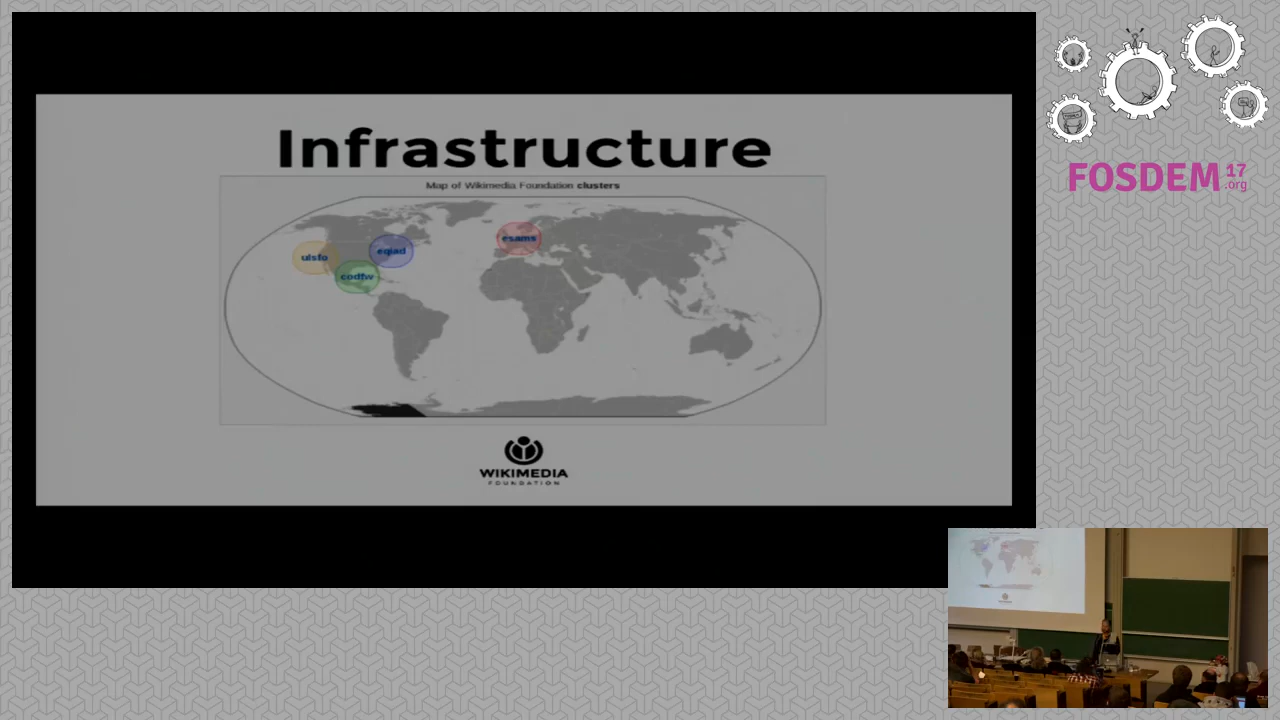 Infrastructure
Map of Wikimedia Foundation clusters
ulsfo
eqiad
codfw
esams
WIKIMEDIA
FOUNDATION
FOSDEM 17
.org